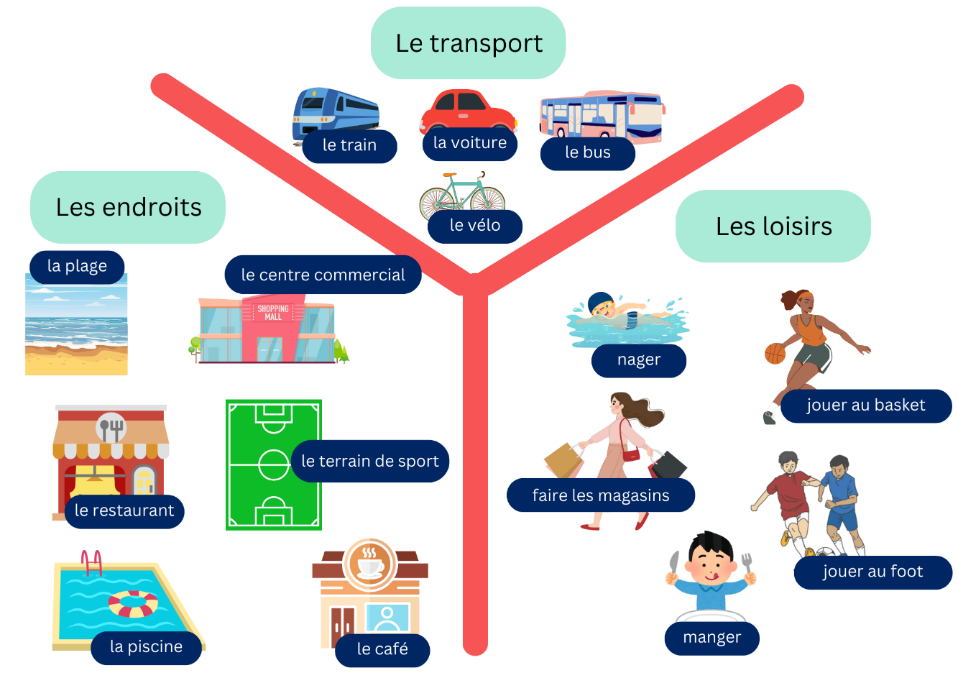 Le transport
le train
la voiture
le bus
le vélo
Les endroits
la plage
le centre commercial
SHOPPING
MALL
le restaurant
le terrain de sport
la piscine
le café
Les loisirs
nager
jouer au basket
faire les magasins
jouer au foot
manger